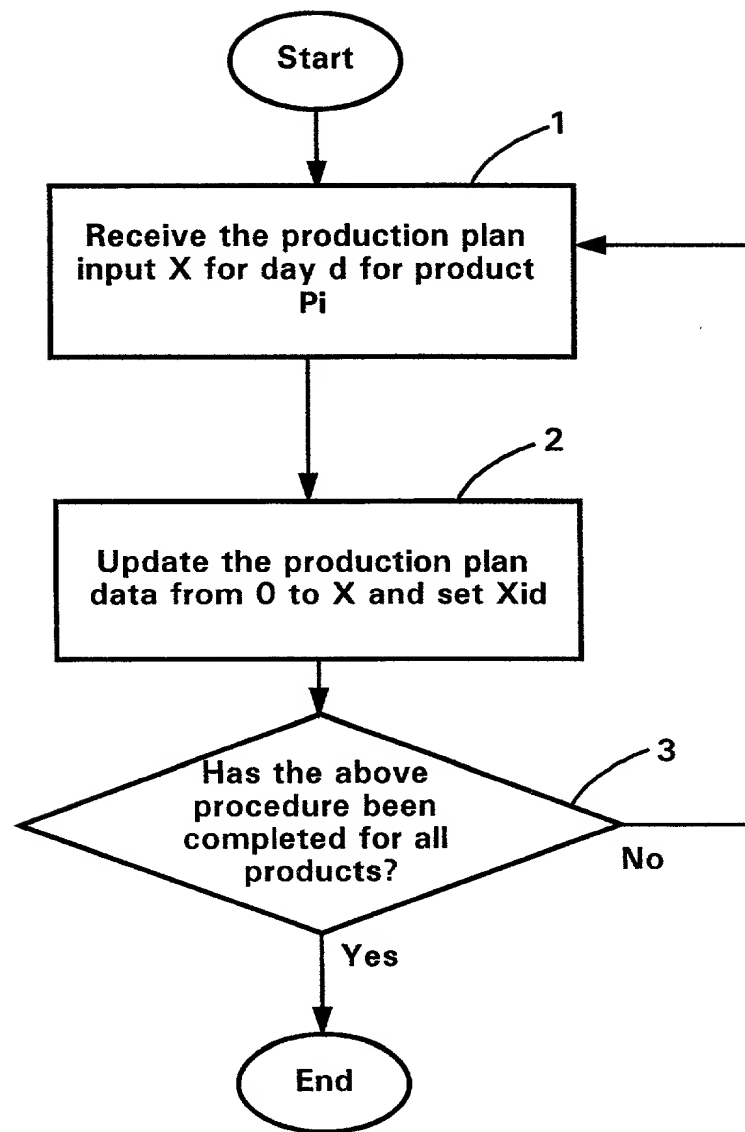 Start
1
Receive the production plan
input X for day d for product
Pi
2
Update the production plan
data from 0 to X and set Xid
3
Has the above
procedure been
completed for all
products?
No
Yes
End